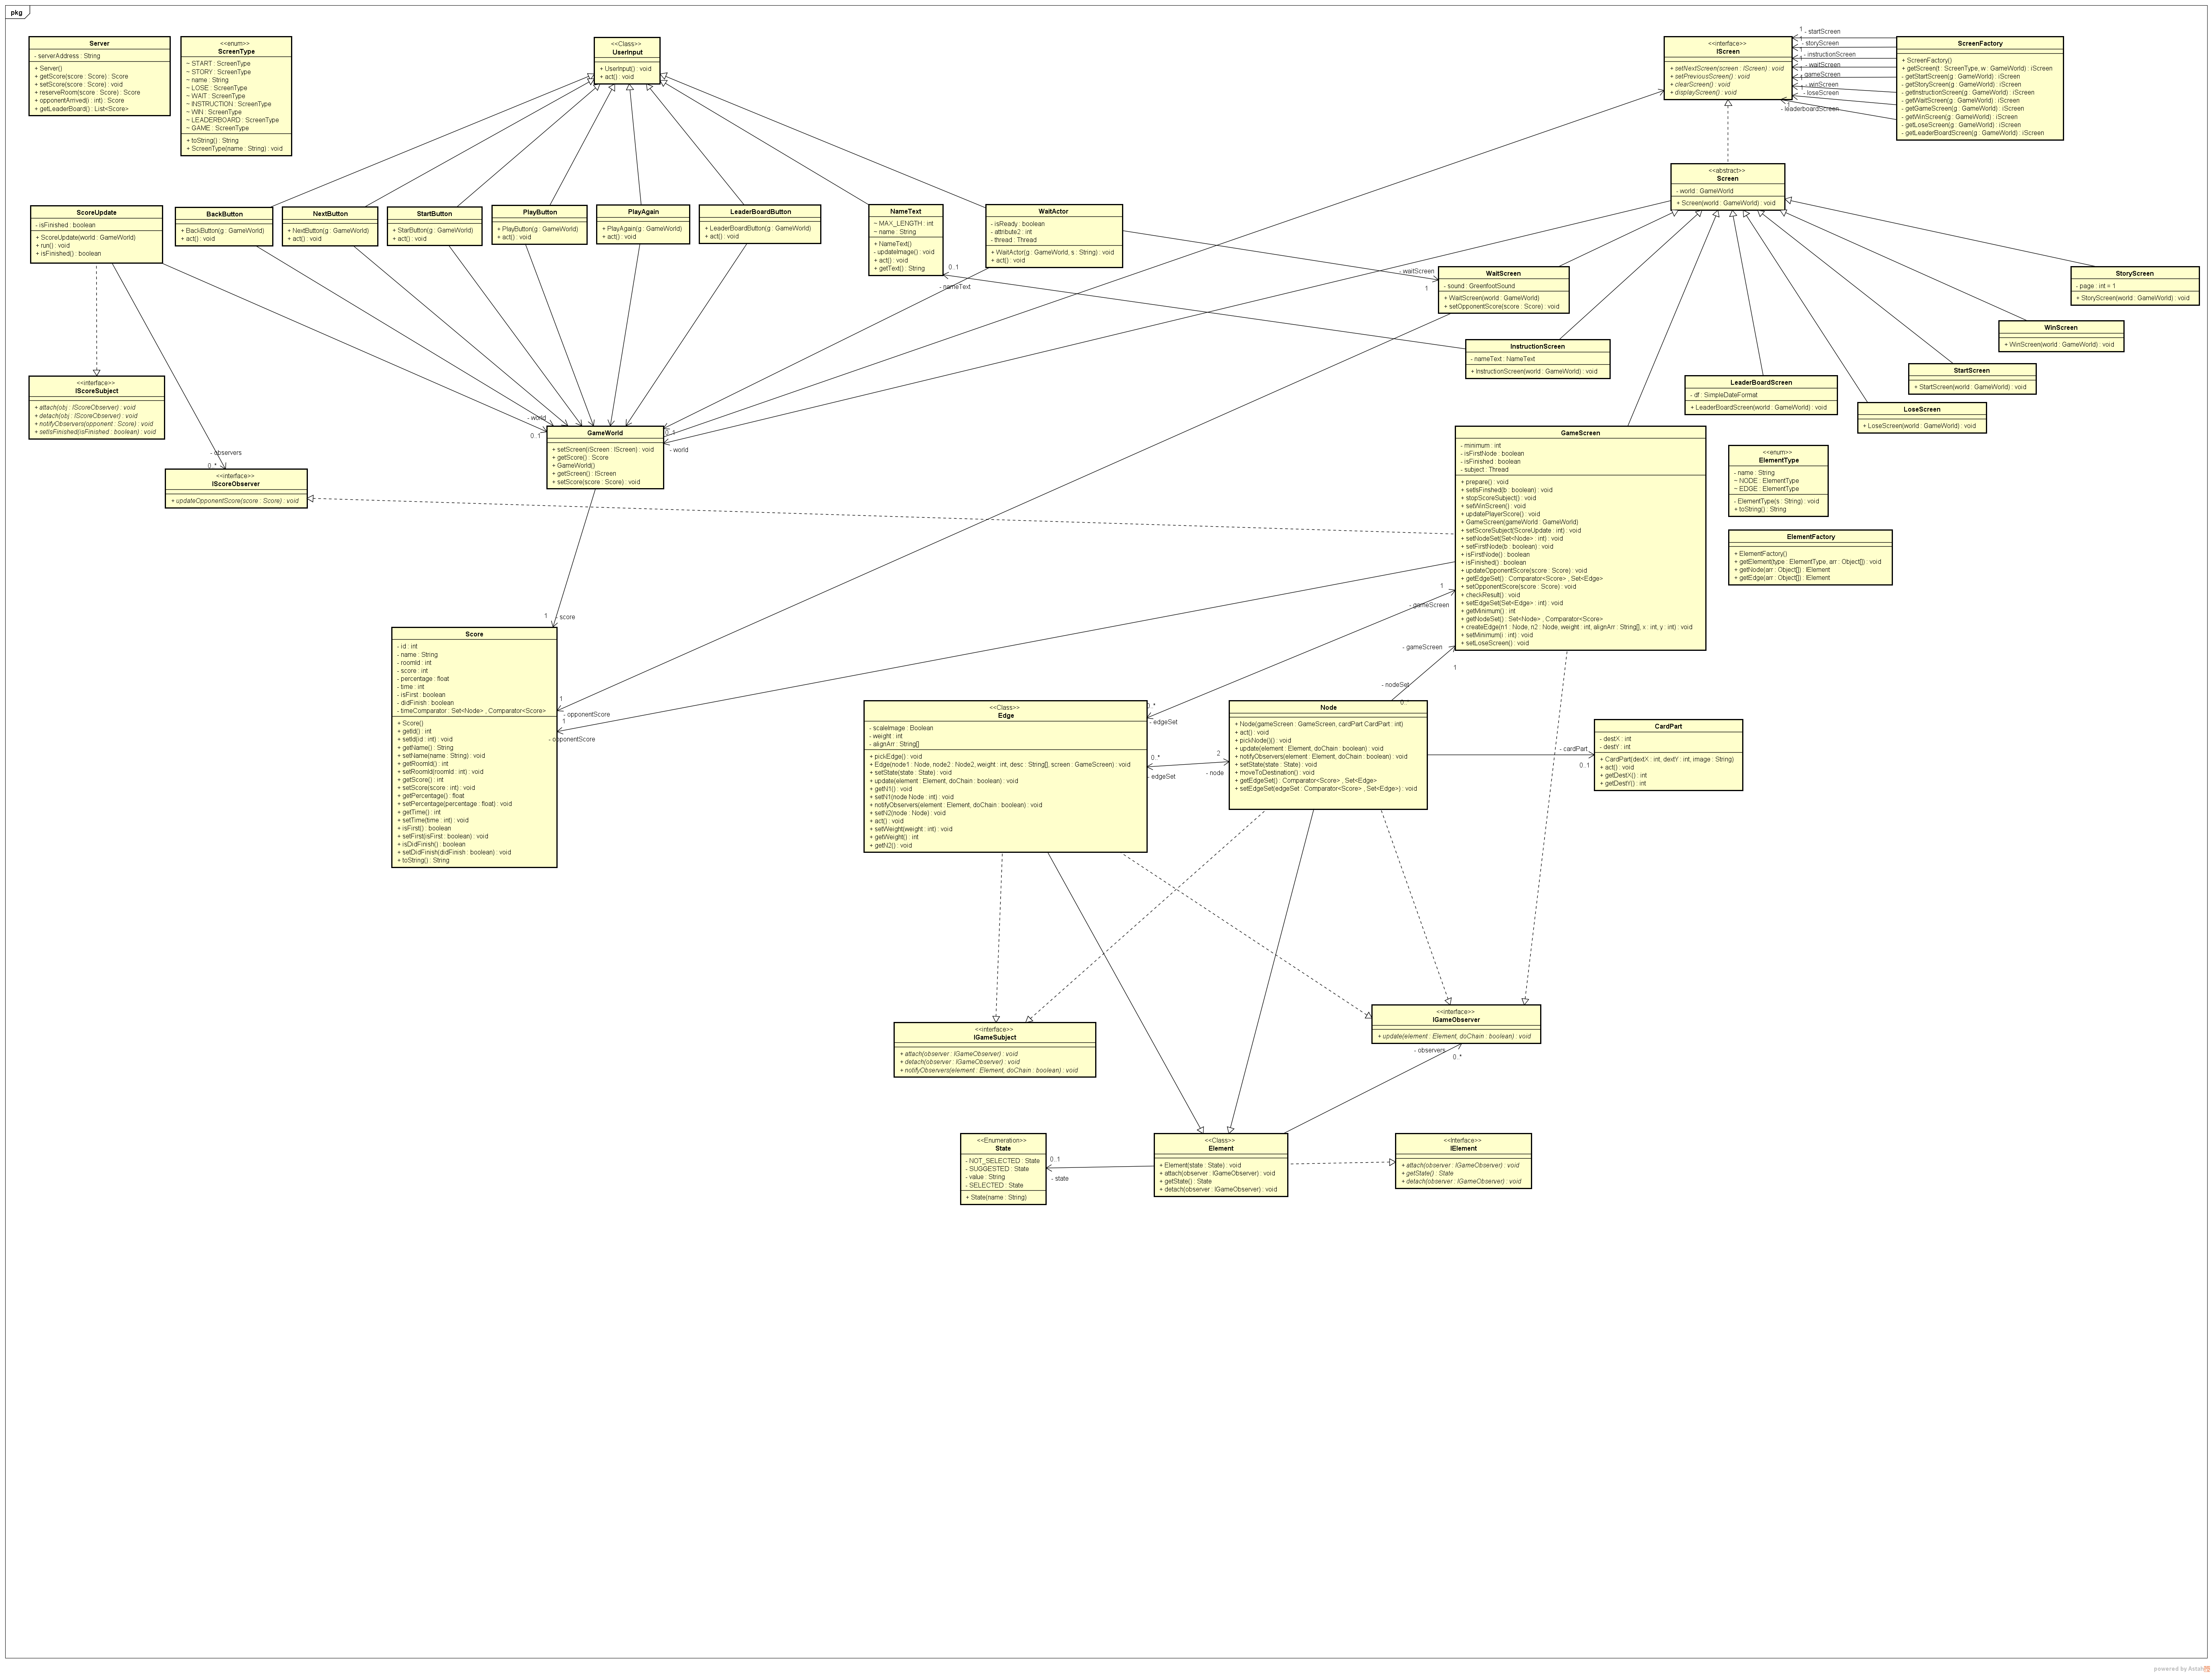 pkg
Server
- serverAddress : String
+ Server()
+ getScore(score : Score) : Score
+ setScore(score : Score) : void
+ reserveRoom(score : Score) : Score
+ opponentArrived() : int) : Score
+ getLeaderBoard() : List<Score>
<<enum>>
ScreenType
~ START : ScreenType
~ STORY : ScreenType
~ name : String
~ LOSE : ScreenType
~ WAIT : ScreenType
~ INSTRUCTION : ScreenType
~ WIN : ScreenType
~ LEADERBOARD : ScreenType
~ GAME : ScreenType
+ toString() : String
+ ScreenType(name : String) : void
<<Class>>
UserInput
+ UserInput() : void
+ act() : void
<<interface>>
IScreen
+ setNextScreen(screen : IScreen) : void
+ setPreviousScreen() : void
+ clearScreen() : void
+ displayScreen() : void
1
- startScreen
- storyScreen
- instructionScreen
- waitScreen
- gameScreen
- winScreen
- loseScreen
- leaderboardScreen
ScreenFactory
+ ScreenFactory()
+ getScreen(t : ScreenType, w : GameWorld) : iScreen
- getStartScreen(g : GameWorld) : iScreen
- getStoryScreen(g : GameWorld) : iScreen
- getInstructionScreen(g : GameWorld) : iScreen
- getWaitScreen(g : GameWorld) : iScreen
- getGameScreen(g : GameWorld) : iScreen
- getWinScreen(g : GameWorld) : iScreen
- getLoseScreen(g : GameWorld) : iScreen
- getLeaderBoardScreen(g : GameWorld) : iScreen
<<abstract>>
Screen
- world : GameWorld
+ Screen(world : GameWorld) : void
ScoreUpdate
- isFinished : boolean
+ ScoreUpdate(world : GameWorld)
+ run() : void
+ isFinished() : boolean
BackButton
+ BackButton(g : GameWorld)
+ act() : void
NextButton
+ NextButton(g : GameWorld)
+ act() : void
StartButton
+ StarButton(g : GameWorld)
+ act() : void
PlayButton
+ PlayButton(g : GameWorld)
+ act() : void
PlayAgain
+ PlayAgain(g : GameWorld)
+ act() : void
LeaderBoardButton
+ LeaderBoardButton(g : GameWorld)
+ act() : void
NameText
~ MAX_LENGTH : int
~ name : String
+ NameText()
- updateImage() : void
+ act() : void
+ getText() : String
WaitActor
- isReady : boolean
- attribute2 : int
- thread : Thread
+ WaitActor(g : GameWorld, s : String) : void
+ act() : void
0..1
- nameText
- waitScreen
1
WaitScreen
- sound : GreenfootSound
+ WaitScreen(world : GameWorld)
+ setOpponentScore(score : Score) : void
StoryScreen
- page : int = 1
+ StoryScreen(world : GameWorld) : void
WinScreen
+ WinScreen(world : GameWorld) : void
InstructionScreen
- nameText : NameText
+ InstructionScreen(world : GameWorld) : void
StartScreen
+ StartScreen(world : GameWorld) : void
LeaderBoardScreen
- df : SimpleDateFormat
+ LeaderBoardScreen(world : GameWorld) : void
LoseScreen
+ LoseScreen(world : GameWorld) : void
<<interface>>
IScoreSubject
+ attach(obj : IScoreObserver) : void
+ detach(obj : IScoreObserver) : void
+ notifyObservers(opponent : Score) : void
+ setisFinished(isFinished : boolean) : void
- observers
0..*
<<interface>>
IScoreObserver
+ updateOpponentScore(score : Score) : void
- world
0..1
GameWorld
+ setScreen(iScreen : IScreen) : void
+ getScore() : Score
+ GameWorld()
+ getScreen() : IScreen
+ setScore(score : Score) : void
- world
GameScreen
- minimum : int
- isFirstNode : boolean
- isFinished : boolean
- subject : Thread
+ prepare() : void
+ setIsFinshed(b : boolean) : void
+ stopScoreSubject() : void
+ setWinScreen() : void
+ updatePlayerScore() : void
+ GameScreen(gameWorld : GameWorld)
+ setScoreSubject(ScoreUpdate : int) : void
+ setNodeSet(Set<Node> : int) : void
+ setFirstNode(b : boolean) : void
+ isFirstNode() : boolean
+ isFinished() : boolean
+ updateOpponentScore(score : Score) : void
+ getEdgeSet() : Comparator<Score> , Set<Edge>
+ setOpponentScore(score : Score) : void
+ checkResult() : void
+ setEdgeSet(Set<Edge> : int) : void
+ getMinimum() : int
+ getNodeSet() : Set<Node> , Comparator<Score>
+ createEdge(n1 : Node, n2 : Node, weight : int, alignArr : String[], x : int, y : int) : void
+ setMinimum(i : int) : void
+ setLoseScreen() : void
<<enum>>
ElementType
- name : String
~ NODE : ElementType
~ EDGE : ElementType
- ElementType(s : String) : void
+ toString() : String
ElementFactory
+ ElementFactory()
+ getElement(type : ElementType, arr : Object[]) : void
+ getNode(arr : Object[]) : IElement
+ getEdge(arr : Object[]) : IElement
1
- score
Score
- id : int
- name : String
- roomId : int
- score : int
- percentage : float
- time : int
- isFirst : boolean
- didFinish : boolean
- timeComparator : Set<Node> , Comparator<Score>
+ Score()
+ getId() : int
+ setId(id : int) : void
+ getName() : String
+ setName(name : String) : void
+ getRoomId() : int
+ setRoomId(roomId : int) : void
+ getScore() : int
+ setScore(score : int) : void
+ getPercentage() : float
+ setPercentage(percentage : float) : void
+ getTime() : int
+ setTime(time : int) : void
+ isFirst() : boolean
+ setFirst(isFirst : boolean) : void
+ isDidFinish() : boolean
+ setDidFinish(didFinish : boolean) : void
+ toString() : String
1
- opponentScore
1
- opponentScore
1
- gameScreen
- gameScreen
1
- nodeSet
0..
0..*
- edgeSet
<<Class>>
Edge
- scaleImage : Boolean
- weight : int
- alignArr : String[]
+ pickEdge() : void
+ Edge(node1 : Node, node2 : Node2, weight : int, desc : String[], screen : GameScreen) : void
+ setState(state : State) : void
+ update(element : Element, doChain : boolean) : void
+ getN1() : void
+ setN1(node Node : int) : void
+ notifyObservers(element : Element, doChain : boolean) : void
+ setN2(node : Node) : void
+ act() : void
+ setWeight(weight : int) : void
+ getWeight() : int
+ getN2() : void
0..*
- edgeSet
2
- node
Node
+ Node(gameScreen : GameScreen, cardPart CardPart : int)
+ act() : void
+ pickNode()() : void
+ update(element : Element, doChain : boolean) : void
+ notifyObservers(element : Element, doChain : boolean) : void
+ setState(state : State) : void
+ moveToDestination() : void
+ getEdgeSet() : Comparator<Score> , Set<Edge>
+ setEdgeSet(edgeSet : Comparator<Score> , Set<Edge>) : void
- cardPart
0..1
CardPart
- destX : int
- destY : int
+ CardPart(dextX : int, dextY : int, image : String)
+ act() : void
+ getDestX() : int
+ getDestY() : int
<<interface>>
IGameSubject
+ attach(observer : IGameObserver) : void
+ detach(observer : IGameObserver) : void
+ notifyObservers(element : Element, doChain : boolean) : void
<<interface>>
IGameObserver
+ update(element : Element, doChain : boolean) : void
- observers
0..*
<<Enumeration>>
State
- NOT_SELECTED : State
- SUGGESTED : State
- value : String
- SELECTED : State
+ State(name : String)
0..1
- state
<<Class>>
Element
+ Element(state : State) : void
+ attach(observer : IGameObserver) : void
+ getState() : State
+ detach(observer : IGameObserver) : void
<<Interface>>
IElement
+ attach(observer : IGameObserver) : void
+ getState() : State
+ detach(observer : IGameObserver) : void
powered by Astah